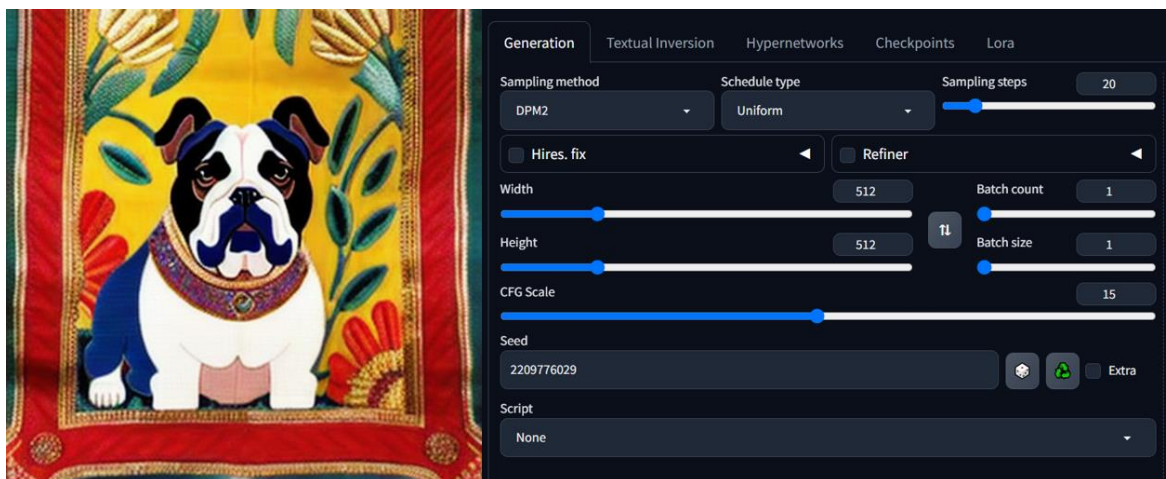 Generation Textual Inversion Hypernetworks Checkpoints Lora
Sampling method Schedule type Sampling steps 20
DPM2 Uniform
Hires. fix Refiner
Width 512 Batch count 1
Height 512 Batch size 1
CFG Scale 15
Seed
2209776029 Extra
Script
None